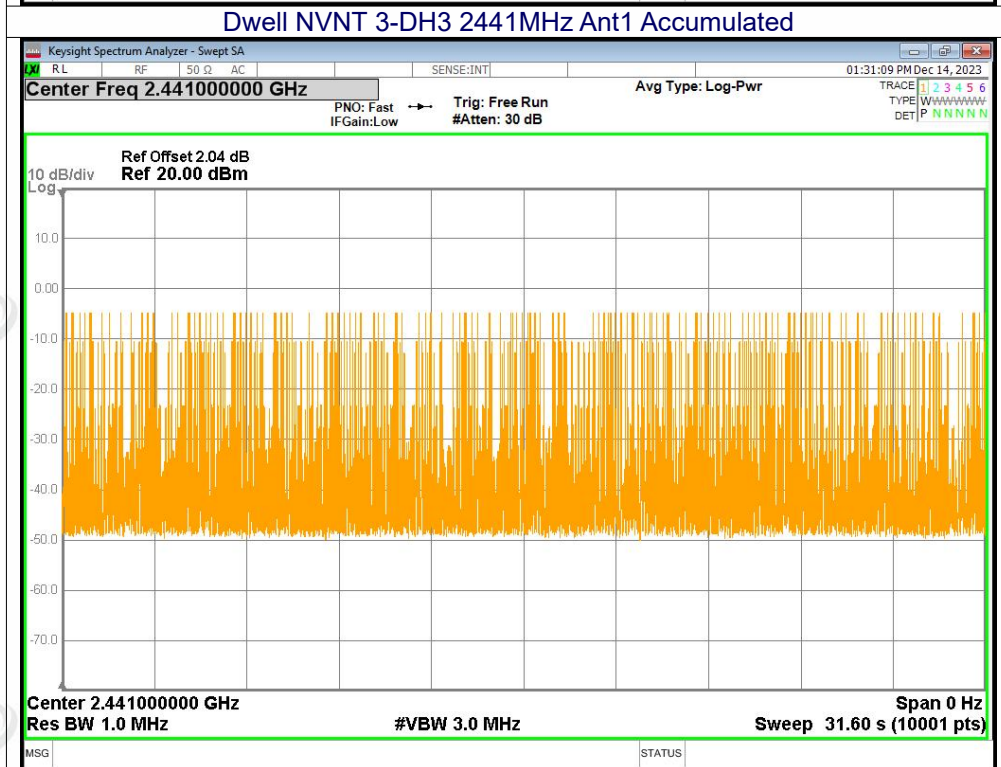 Dwell NVNT 3-DH3 2441MHz Ant1 Accumulated
Keysight Spectrum Analyzer - Swept SA
LXI RL RF 50 Ω AC SENSE:INT 01:31:09 PM Dec 14, 2023
Center Freq 2.441000000 GHz
PNO: Fast
IFGain:Low
Trig: Free Run
#Atten: 30 dB
Avg Type: Log-Pwr
TRACE 1 2 3 4 5 6
TYPE WWWWWWW
DET P N N N N N
Ref Offset 2.04 dB
10 dB/div Ref 20.00 dBm
Log
10.0
0.00
-10.0
-20.0
-30.0
-40.0
-50.0
-60.0
-70.0
Center 2.441000000 GHz Span 0 Hz
Res BW 1.0 MHz #VBW 3.0 MHz Sweep 31.60 s (10001 pts)
MSG STATUS